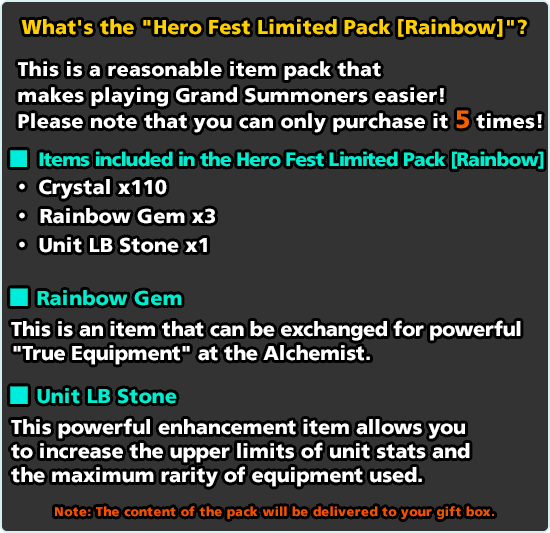 What's the "Hero Fest Limited Pack [Rainbow]"?
This is a reasonable item pack that
makes playing Grand Summoners easier!
Please note that you can only purchase it 5 times!
■ Items included in the Hero Fest Limited Pack [Rainbow]
• Crystal x110
• Rainbow Gem x3
• Unit LB Stone x1
■ Rainbow Gem
This is an item that can be exchanged for powerful
"True Equipment" at the Alchemist.
■ Unit LB Stone
This powerful enhancement item allows you
to increase the upper limits of unit stats and
the maximum rarity of equipment used.
Note: The content of the pack will be delivered to your gift box.